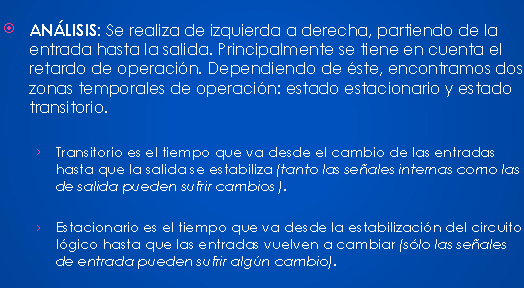 ANÁLISIS: Se realiza de izquierda a derecha, partiendo de la
entrada hasta la salida. Principalmente se tiene en cuenta el
retardo de operación. Dependiendo de éste, encontramos dos
zonas temporales de operación: estado estacionario y estado
transitorio.
Transitorio es el tiempo que va desde el cambio de las entradas
hasta que la salida se estabiliza (tanto las señales internas como las
de salida pueden sufrir cambios ).
Estacionario es el tiempo que va desde la estabilización del circuito
lógico hasta que las entradas vuelven a cambiar (sólo las señales
de entrada pueden sufrir algún cambio).